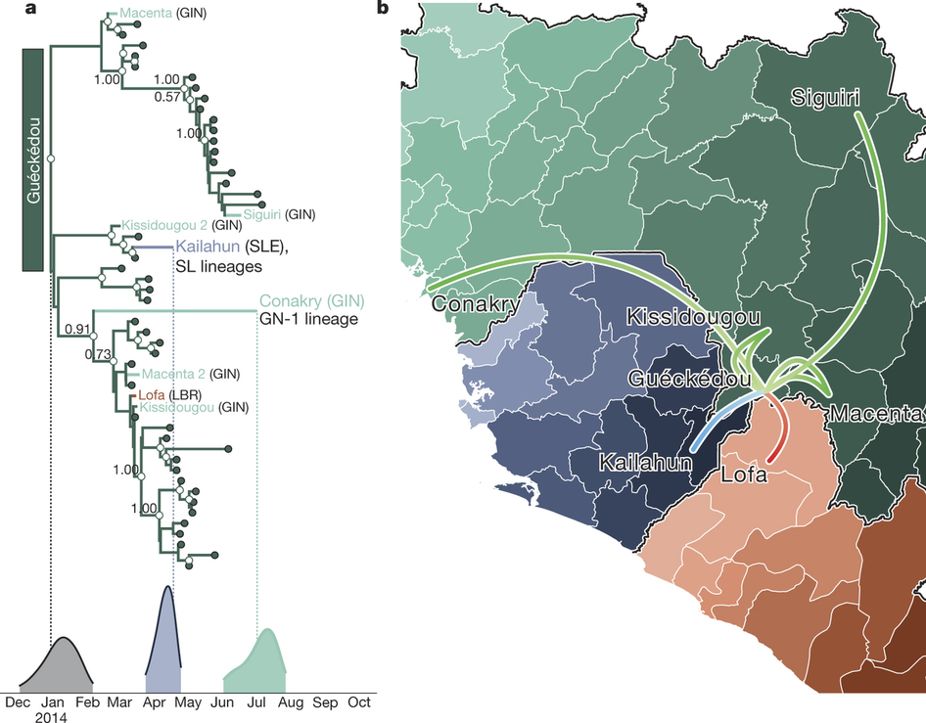 a
Macenta (GIN)
1.00
1.00
0.57
1.00
Guéckédou
Siguiri (GIN)
Kissidougou 2 (GIN)
Kailahun (SLE),
SL lineages
Conakry (GIN)
GN-1 lineage
0.91
0.73
Macenta 2 (GIN)
Lofa (LBR)
Kissidougou (GIN)
1.00
1.00
Dec Jan Feb Mar Apr May Jun Jul Aug Sep Oct
2014
b
Siguiri
Conakry
Kissidougou
Guéckédou
Macenta
Kailahun
Lofa